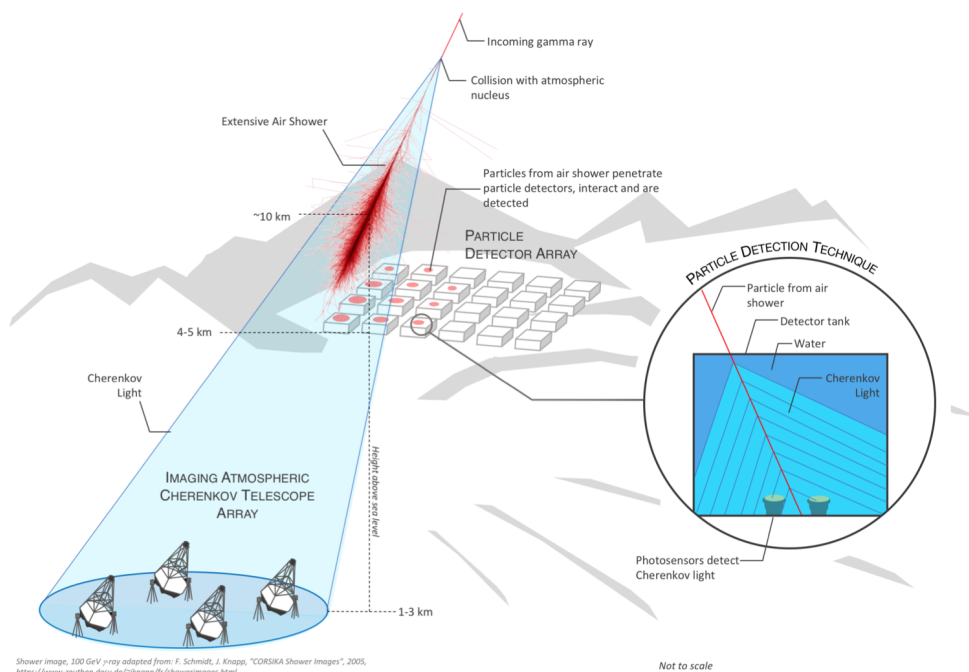 Incoming gamma ray
Collision with atmospheric
nucleus
Extensive Air Shower
Particles from air shower penetrate
particle detectors, interact and are
detected
~10 km
PARTICLE
DETECTOR ARRAY
PARTICLE DETECTION TECHNIQUE
Particle from air
shower
Detector tank
Water
Cherenkov
Light
4-5 km
Cherenkov
Light
Height above sea level
IMAGING ATMOSPHERIC
CHERENKOV TELESCOPE
ARRAY
Photosensors detect
Cherenkov light
1-3 km
Shower image, 100 GeV γ-ray adapted from: F. Schmidt, J. Knapp, "CORSIKA Shower Images", 2005,
Not to scale